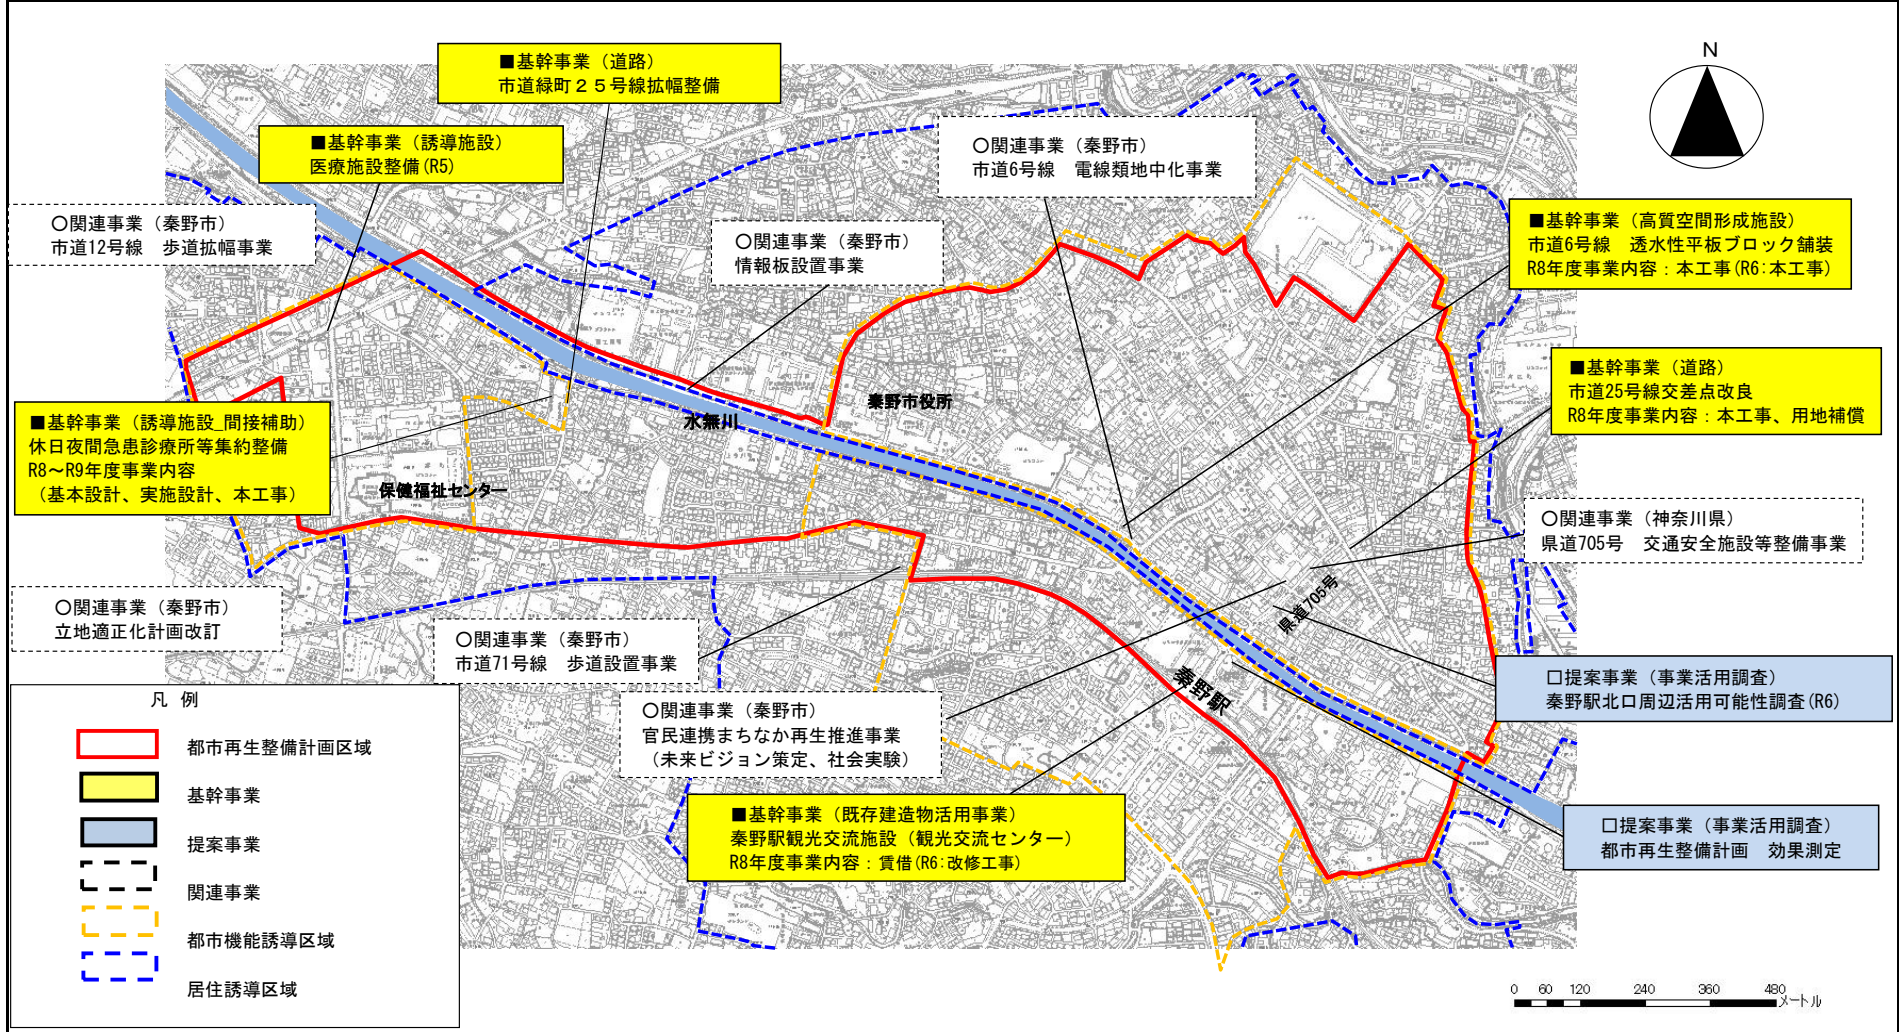 ■基幹事業（道路）
市道緑町２５号線拡幅整備
N
■基幹事業（誘導施設）
医療施設整備(R5)
○関連事業（秦野市）
市道6号線　電線類地中化事業
○関連事業（秦野市）
市道12号線　歩道拡幅事業
○関連事業（秦野市）
情報板設置事業
■基幹事業（高質空間形成施設）
市道6号線　透水性平板ブロック舗装
R8年度事業内容：本工事(R6:本工事)
■基幹事業（道路）
市道25号線交差点改良
R8年度事業内容：本工事、用地補償
秦野市役所
水無川
■基幹事業（誘導施設_間接補助）
休日夜間急患診療所等集約整備
R8～R9年度事業内容
（基本設計、実施設計、本工事）
保健福祉センター
○関連事業（神奈川県）
県道705号　交通安全施設等整備事業
県道705号
○関連事業（秦野市）
立地適正化計画改訂
○関連事業（秦野市）
市道71号線　歩道設置事業
秦野駅
□提案事業（事業活用調査）
秦野駅北口周辺活用可能性調査(R6)
○関連事業（秦野市）
官民連携まちなか再生推進事業
（未来ビジョン策定、社会実験）
■基幹事業（既存建造物活用事業）
秦野駅観光交流施設（観光交流センター）
R8年度事業内容：賃借(R6:改修工事)
□提案事業（事業活用調査）
都市再生整備計画　効果測定
凡 例
都市再生整備計画区域
基幹事業
提案事業
関連事業
都市機能誘導区域
居住誘導区域
0 60 120 240 360 480
メートル